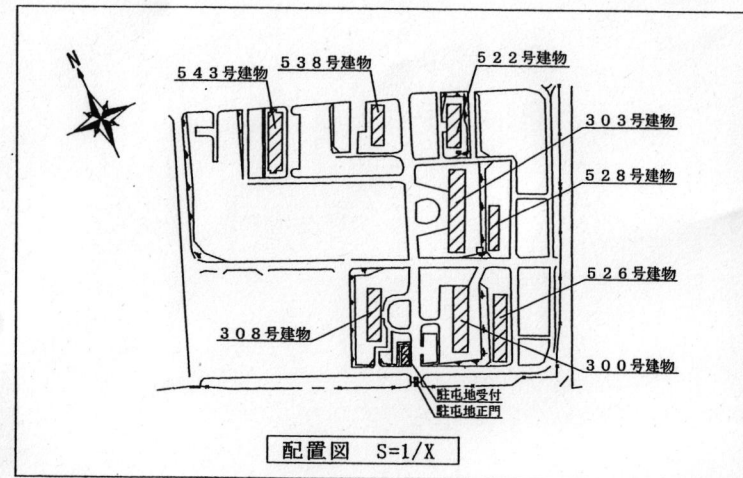 N
５４３号建物
５３８号建物
５２２号建物
３０３号建物
５２８号建物
５２６号建物
３０８号建物
３００号建物
駐屯地受付
駐屯地正門
配置図 S=1/X